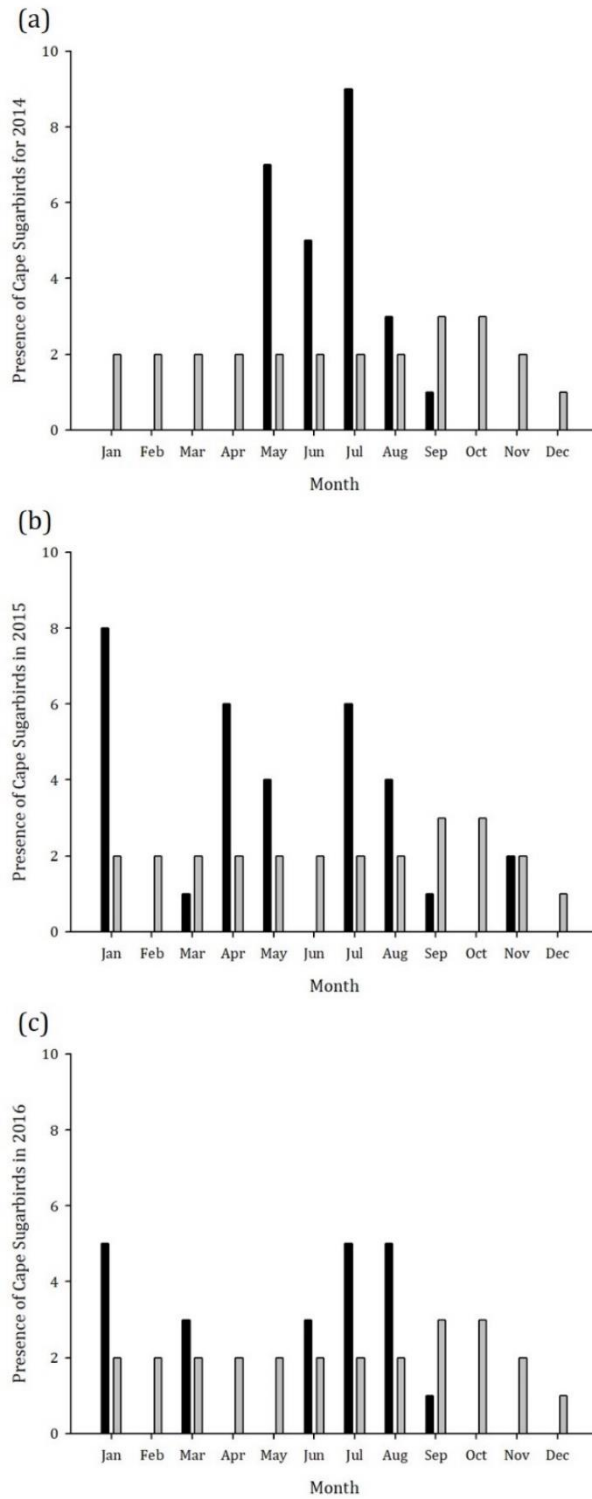 (a)
Presence of Cape Sugarbirds for 2014
10
8
6
4
2
0
Jan Feb Mar Apr May Jun Jul Aug Sep Oct Nov Dec
Month
(b)
Presence of Cape Sugarbirds in 2015
10
8
6
4
2
0
Jan Feb Mar Apr May Jun Jul Aug Sep Oct Nov Dec
Month
(c)
Presence of Cape Sugarbirds in 2016
10
8
6
4
2
0
Jan Feb Mar Apr May Jun Jul Aug Sep Oct Nov Dec
Month